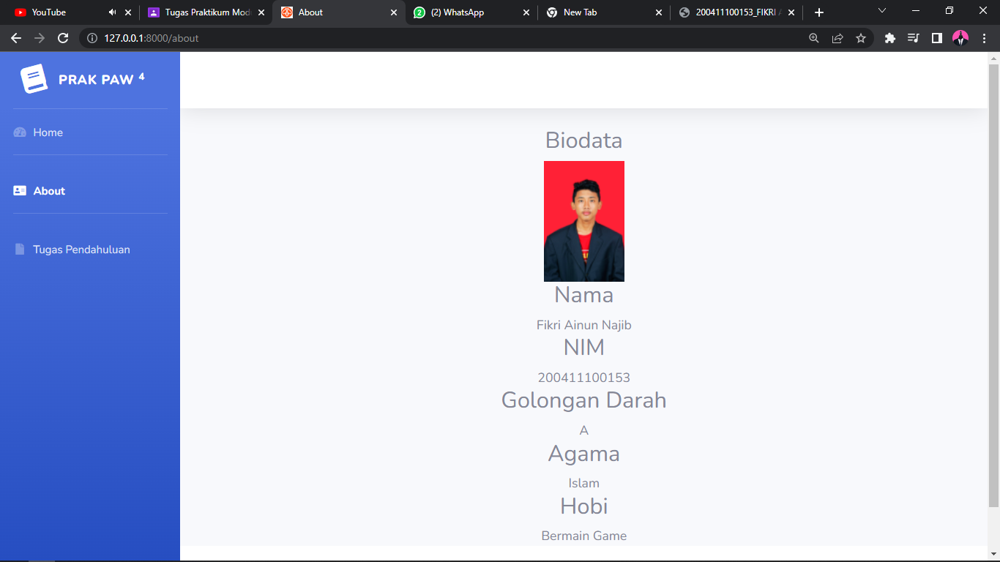 YouTube
Tugas Praktikum Mod
About
(2) WhatsApp
New Tab
200411100153_FIKRI A
127.0.0.1:8000/about
PRAK PAW 4
Home
About
Tugas Pendahuluan
Biodata
Nama
Fikri Ainun Najib
NIM
200411100153
Golongan Darah
A
Agama
Islam
Hobi
Bermain Game